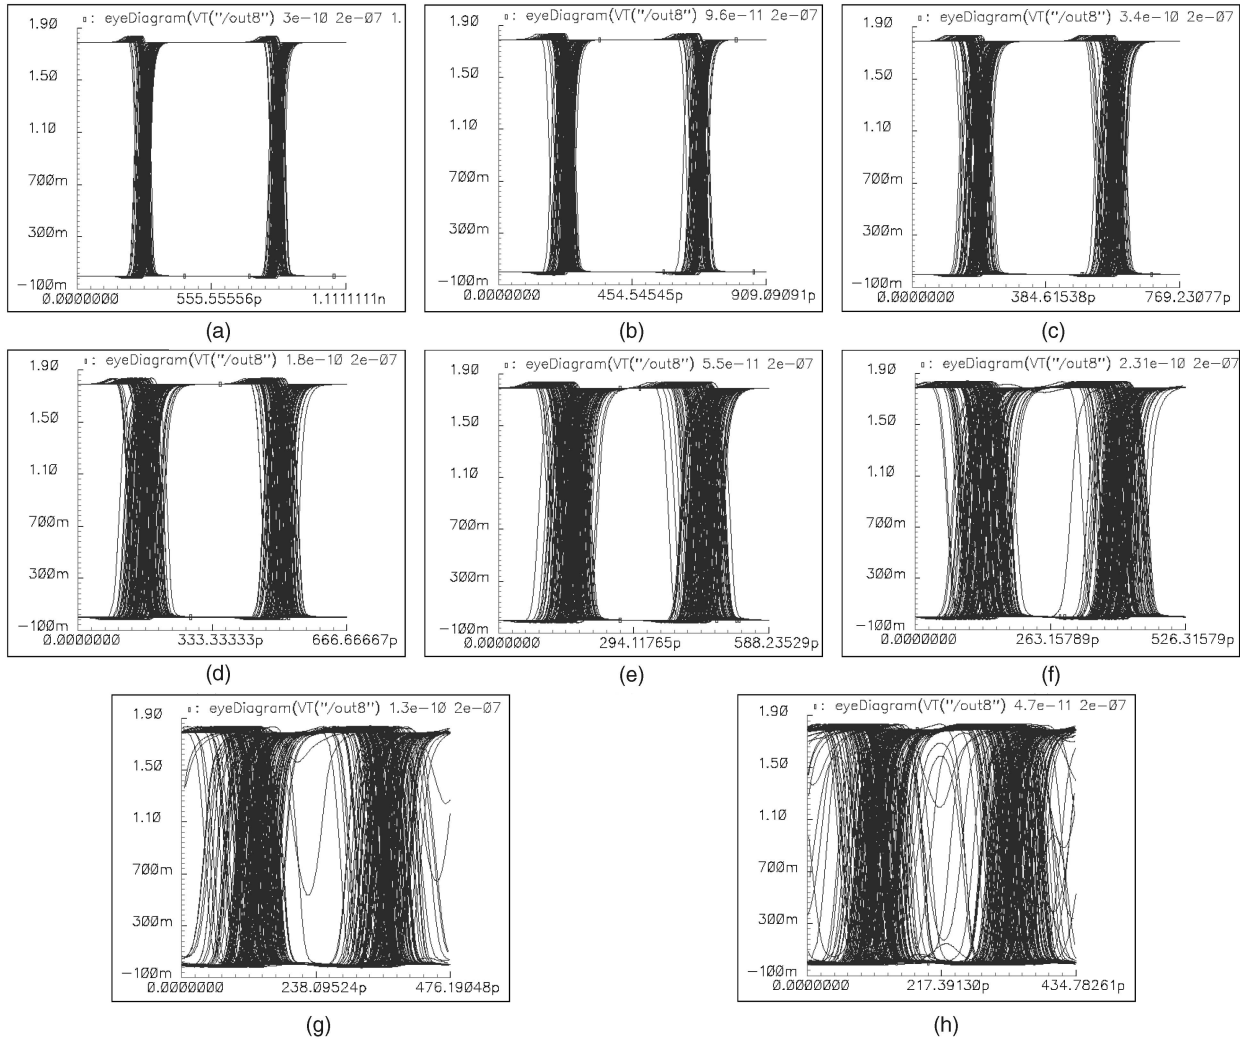 ▯: eyeDiagram(VT("/out8") 3e-10 2e-07 1.
1.90
1.50
1.10
700m
300m
-100m
0.0000000 555.55556p 1.1111111n
(a)
▯: eyeDiagram(VT("/out8") 9.6e-11 2e-07
1.90
1.50
1.10
700m
300m
-100m
0.0000000 454.54545p 909.09091p
(b)
▯: eyeDiagram(VT("/out8") 3.4e-10 2e-07
1.90
1.50
1.10
700m
300m
-100m
0.0000000 384.61538p 769.23077p
(c)
▯: eyeDiagram(VT("/out8") 1.8e-10 2e-07
1.90
1.50
1.10
700m
300m
-100m
0.0000000 333.33333p 666.66667p
(d)
▯: eyeDiagram(VT("/out8") 5.5e-11 2e-07
1.90
1.50
1.10
700m
300m
-100m
0.0000000 294.11765p 588.23529p
(e)
▯: eyeDiagram(VT("/out8") 2.31e-10 2e-07
1.90
1.50
1.10
700m
300m
-100m
0.0000000 263.15789p 526.31579p
(f)
▯: eyeDiagram(VT("/out8") 1.3e-10 2e-07
1.90
1.50
1.10
700m
300m
-100m
0.0000000 238.09524p 476.19048p
(g)
▯: eyeDiagram(VT("/out8") 4.7e-11 2e-07
1.90
1.50
1.10
700m
300m
-100m
0.0000000 217.39130p 434.78261p
(h)